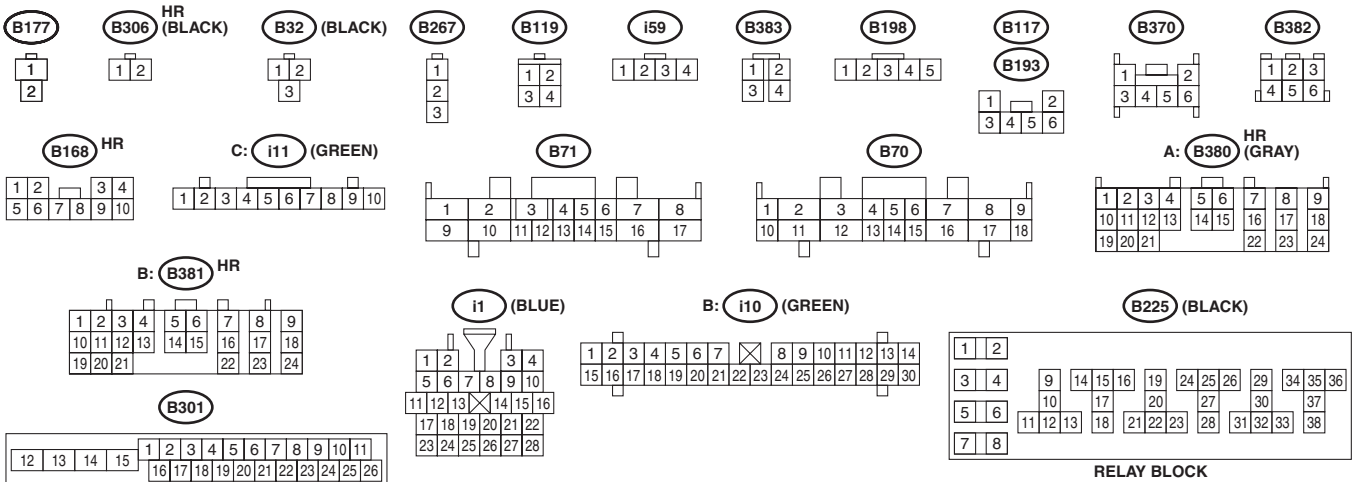 B177
1
2
B306 HR (BLACK)
1 2
B32 (BLACK)
1 2
3
B267
1
2
3
B119
1 2
3 4
i59
1 2 3 4
B383
1 2
3 4
B198
1 2 3 4 5
B117
B193
1 2
3 4 5 6
B370
1 2
3 4 5 6
B382
1 2 3
4 5 6
B168 HR
1 2 3 4
5 6 7 8 9 10
C: i11 (GREEN)
1 2 3 4 5 6 7 8 9 10
B71
1 2 3 4 5 6 7 8
9 10 11 12 13 14 15 16 17
B70
1 2 3 4 5 6 7 8 9
10 11 12 13 14 15 16 17 18
A: B380 HR (GRAY)
1 2 3 4 5 6 7 8 9
10 11 12 13 14 15 16 17 18
19 20 21 22 23 24
B: B381 HR
1 2 3 4 5 6 7 8 9
10 11 12 13 14 15 16 17 18
19 20 21 22 23 24
i1 (BLUE)
1 2 3 4
5 6 7 8 9 10
11 12 13 14 15 16
17 18 19 20 21 22
23 24 25 26 27 28
B: i10 (GREEN)
1 2 3 4 5 6 7 8 9 10 11 12 13 14
15 16 17 18 19 20 21 22 23 24 25 26 27 28 29 30
B225 (BLACK)
1 2
3 4 9 14 15 16 19 24 25 26 29 34 35 36
10 17 20 27 30 37
5 6 11 12 13 18 21 22 23 28 31 32 33 38
7 8
RELAY BLOCK
B301
1 2 3 4 5 6 7 8 9 10 11
12 13 14 15 16 17 18 19 20 21 22 23 24 25 26